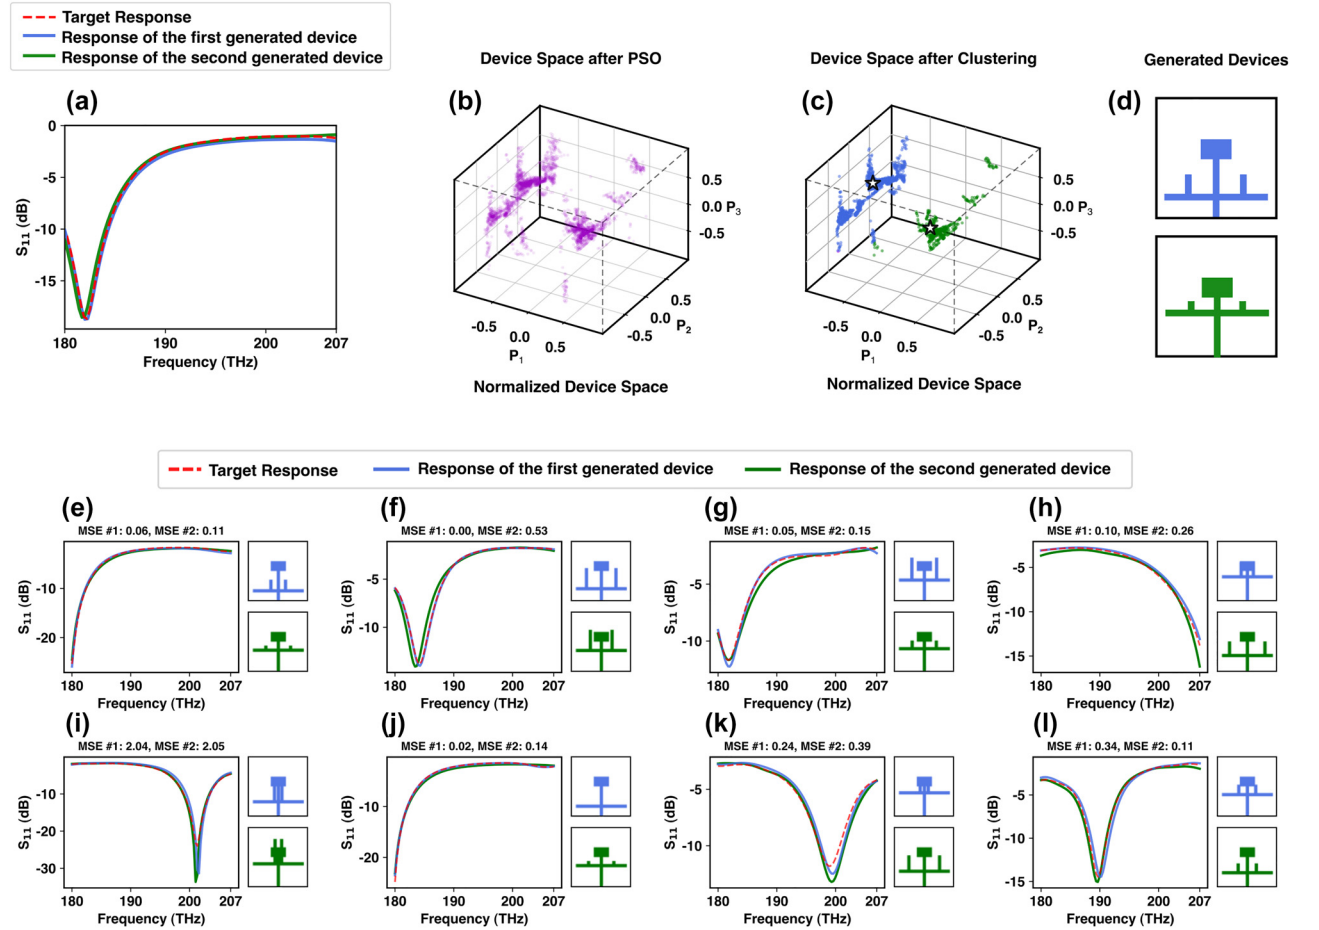 Target Response
Response of the first generated device
Response of the second generated device
(a)
0
-5
-10
-15
S11 (dB)
180
190
200
207
Frequency (THz)
Device Space after PSO
(b)
0.5
0.0 P3
-0.5
0.5
0.0 P2
-0.5
-0.5
0.0
0.5
P1
Normalized Device Space
Device Space after Clustering
(c)
0.5
0.0 P3
-0.5
0.5
0.0 P2
-0.5
-0.5
0.0
0.5
P1
Normalized Device Space
Generated Devices
(d)
Target Response
Response of the first generated device
Response of the second generated device
(e)
MSE #1: 0.06, MSE #2: 0.11
-10
-20
S11 (dB)
180
190
200
207
Frequency (THz)
(f)
MSE #1: 0.00, MSE #2: 0.53
-5
-10
S11 (dB)
180
190
200
207
Frequency (THz)
(g)
MSE #1: 0.05, MSE #2: 0.15
-5
-10
S11 (dB)
180
190
200
207
Frequency (THz)
(h)
MSE #1: 0.10, MSE #2: 0.26
-5
-10
-15
S11 (dB)
180
190
200
207
Frequency (THz)
(i)
MSE #1: 2.04, MSE #2: 2.05
-10
-20
-30
S11 (dB)
180
190
200
207
Frequency (THz)
(j)
MSE #1: 0.02, MSE #2: 0.14
-10
-20
S11 (dB)
180
190
200
207
Frequency (THz)
(k)
MSE #1: 0.24, MSE #2: 0.39
-5
-10
S11 (dB)
180
190
200
207
Frequency (THz)
(l)
MSE #1: 0.34, MSE #2: 0.11
-5
-10
-15
S11 (dB)
180
190
200
207
Frequency (THz)